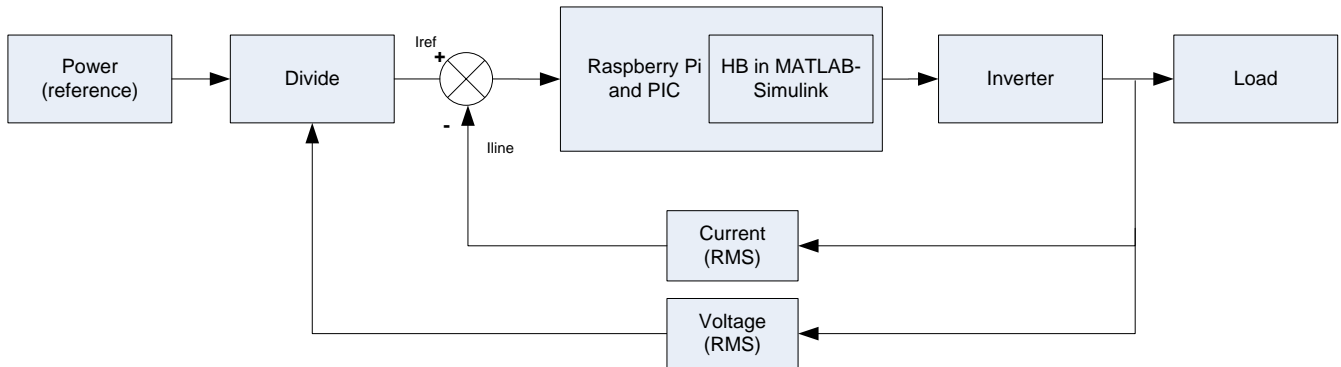 Power
(reference)
Divide
Iref
+
-
Iline
Raspberry Pi
and PIC
HB in MATLAB-
Simulink
Inverter
Load
Current
(RMS)
Voltage
(RMS)